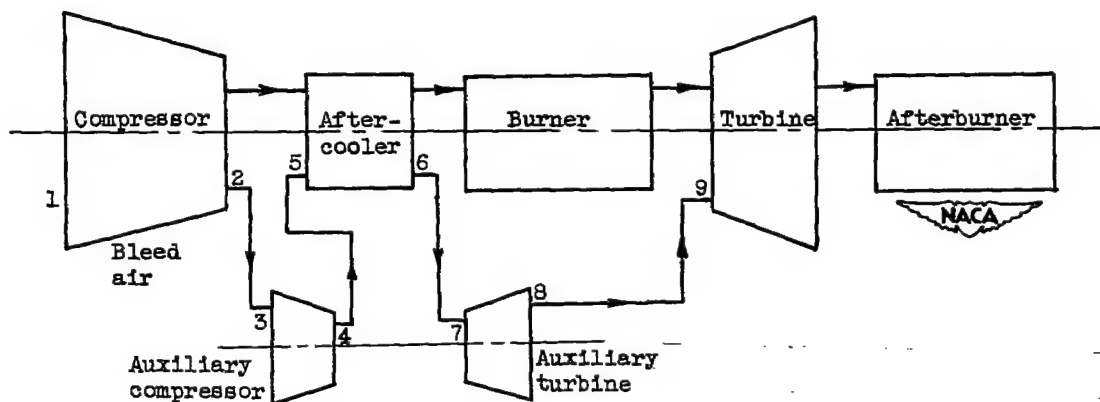 Compressor
After-
cooler
Burner
Turbine
Afterburner
1
2
5
6
9
NACA
Bleed
air
3
4
7
8
Auxiliary
compressor
Auxiliary
turbine